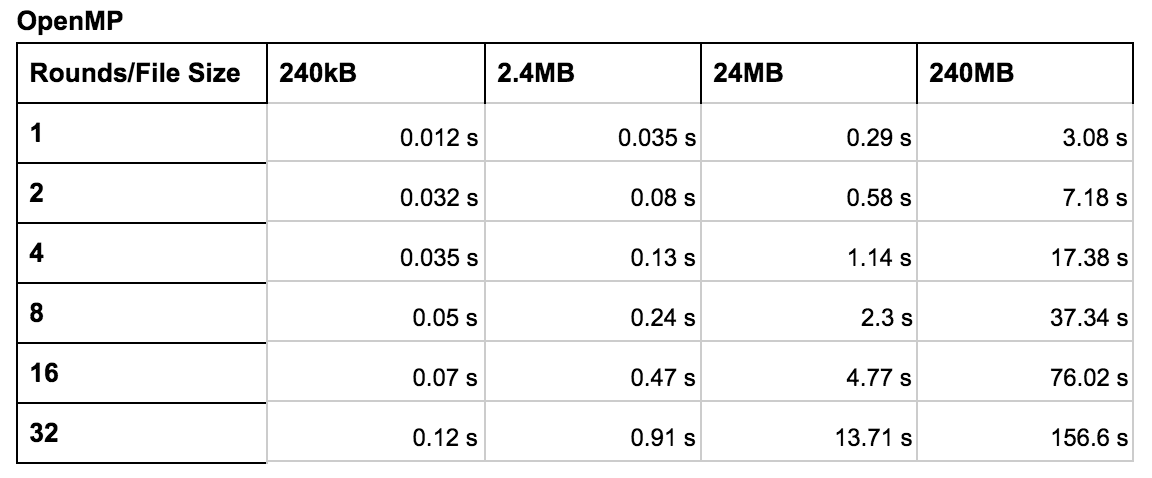 OpenMP
Rounds/File Size 240kB 2.4MB 24MB 240MB
1 0.012 s 0.035 s 0.29 s 3.08 s
2 0.032 s 0.08 s 0.58 s 7.18 s
4 0.035 s 0.13 s 1.14 s 17.38 s
8 0.05 s 0.24 s 2.3 s 37.34 s
16 0.07 s 0.47 s 4.77 s 76.02 s
32 0.12 s 0.91 s 13.71 s 156.6 s